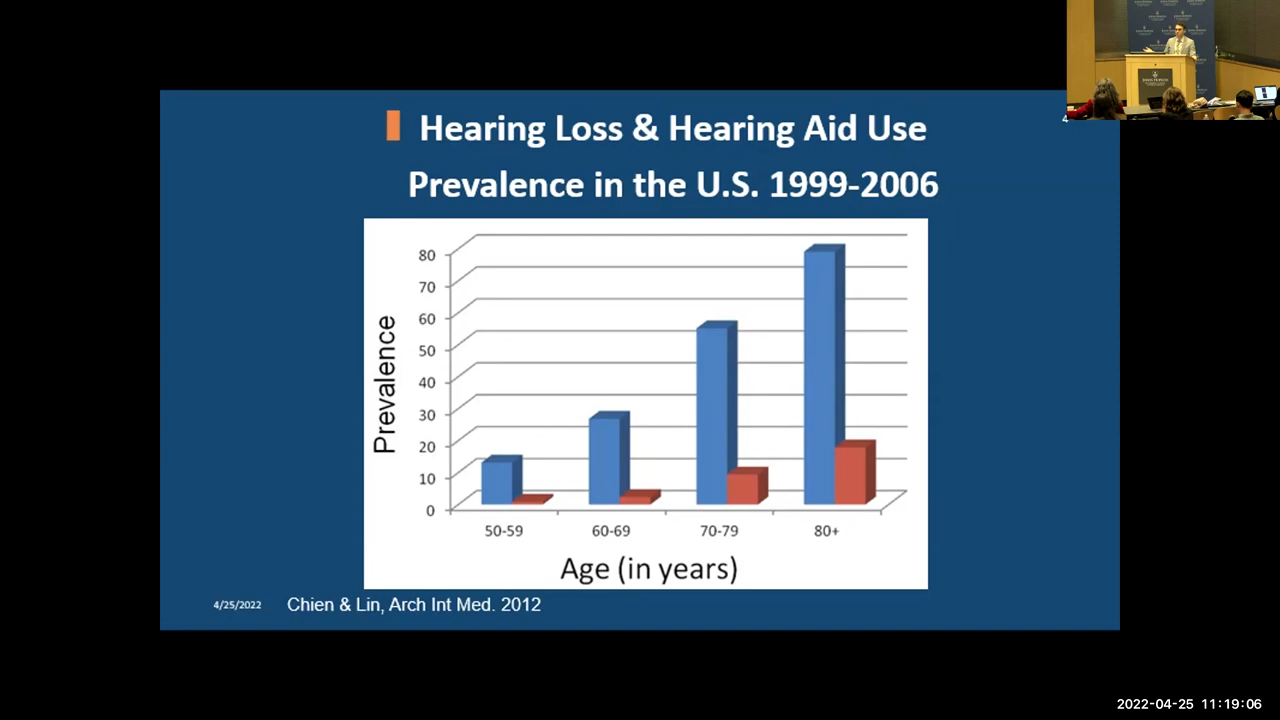 Hearing Loss & Hearing Aid Use
Prevalence in the U.S. 1999-2006
4
Prevalence
80
70
60
50
40
30
20
10
0
50-59 60-69 70-79 80+
Age (in years)
4/25/2022 Chien & Lin, Arch Int Med. 2012
2022-04-25 11:19:06